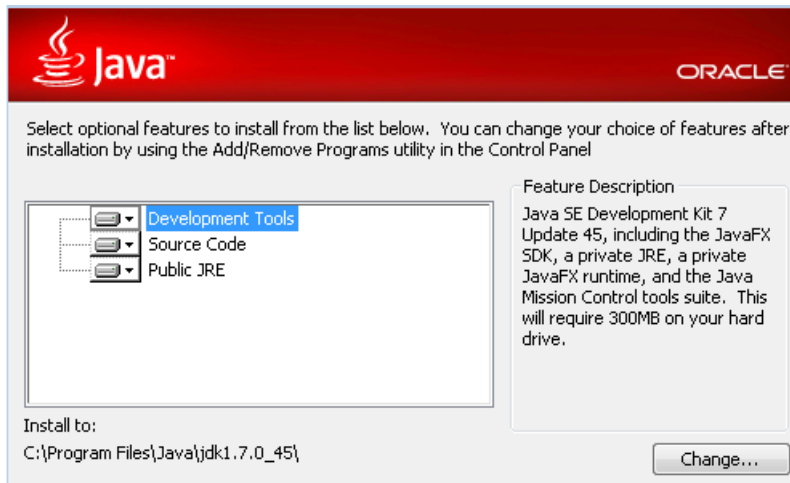 Java™
ORACLE
Select optional features to install from the list below. You can change your choice of features after
installation by using the Add/Remove Programs utility in the Control Panel
Development Tools
Source Code
Public JRE
Feature Description
Java SE Development Kit 7
Update 45, including the JavaFX
SDK, a private JRE, a private
JavaFX runtime, and the Java
Mission Control tools suite. This
will require 300MB on your hard
drive.
Install to:
C:\Program Files\Java\jdk1.7.0_45\
Change...